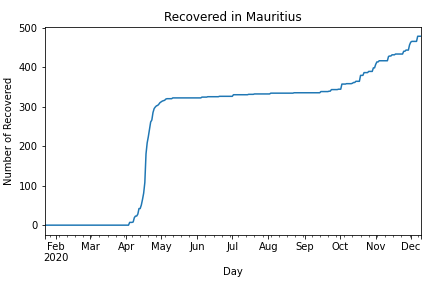 Recovered in Mauritius
Number of Recovered
500
400
300
200
100
0
Feb Mar Apr May Jun Jul Aug Sep Oct Nov Dec
2020
Day